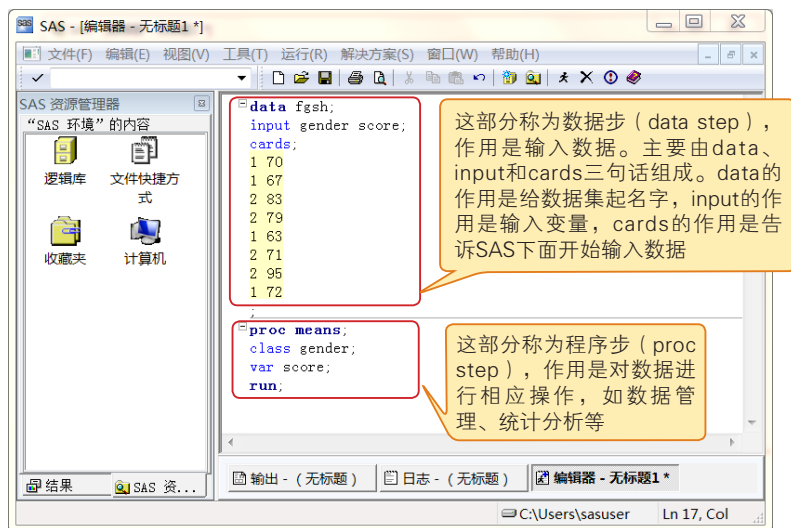 SAS - [编辑器 - 无标题1 *]
文件(F) 编辑(E) 视图(V) 工具(T) 运行(R) 解决方案(S) 窗口(W) 帮助(H)
SAS 资源管理器
“SAS 环境”的内容
逻辑库
文件快捷方
式
收藏夹
计算机
data fgsh;
input gender score;
cards;
1 70
1 67
2 83
2 79
1 63
2 71
2 95
1 72
;
proc means;
class gender;
var score;
run;
这部分称为数据步（data step），
作用是输入数据。主要由data、
input和cards三句话组成。data的
作用是给数据集起名字，input的作
用是输入变量，cards的作用是告
诉SAS下面开始输入数据
这部分称为程序步（proc
step），作用是对数据进
行相应操作，如数据管
理、统计分析等
结果
SAS 资...
输出 -（无标题）
日志 -（无标题）
编辑器 - 无标题1 *
C:\Users\sasuser
Ln 17, Col